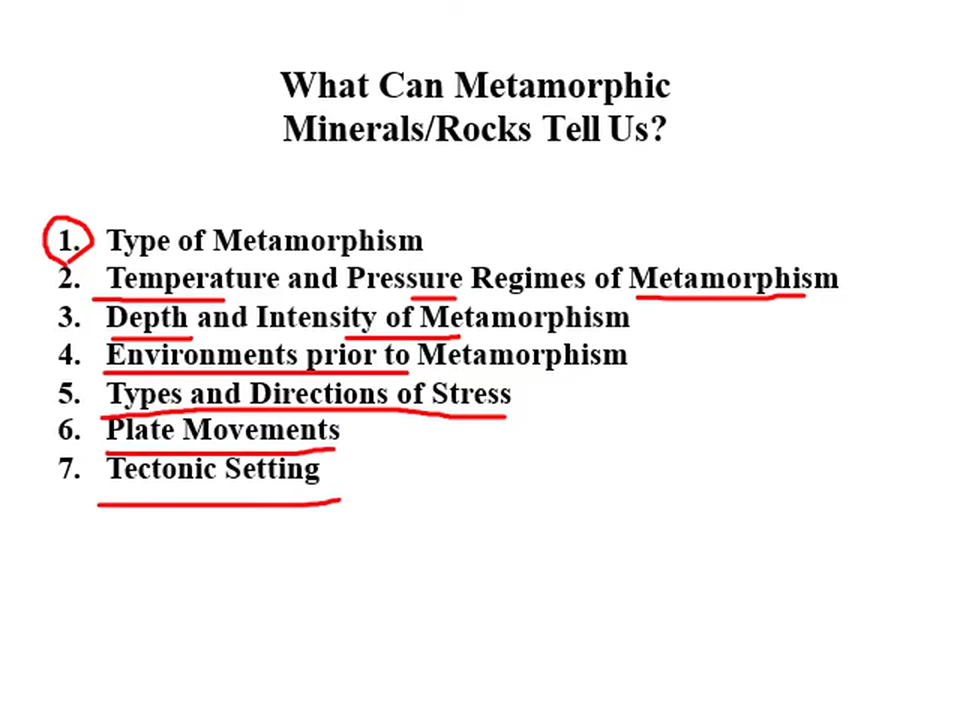 What Can Metamorphic
Minerals/Rocks Tell Us?
1. Type of Metamorphism
2. Temperature and Pressure Regimes of Metamorphism
3. Depth and Intensity of Metamorphism
4. Environments prior to Metamorphism
5. Types and Directions of Stress
6. Plate Movements
7. Tectonic Setting